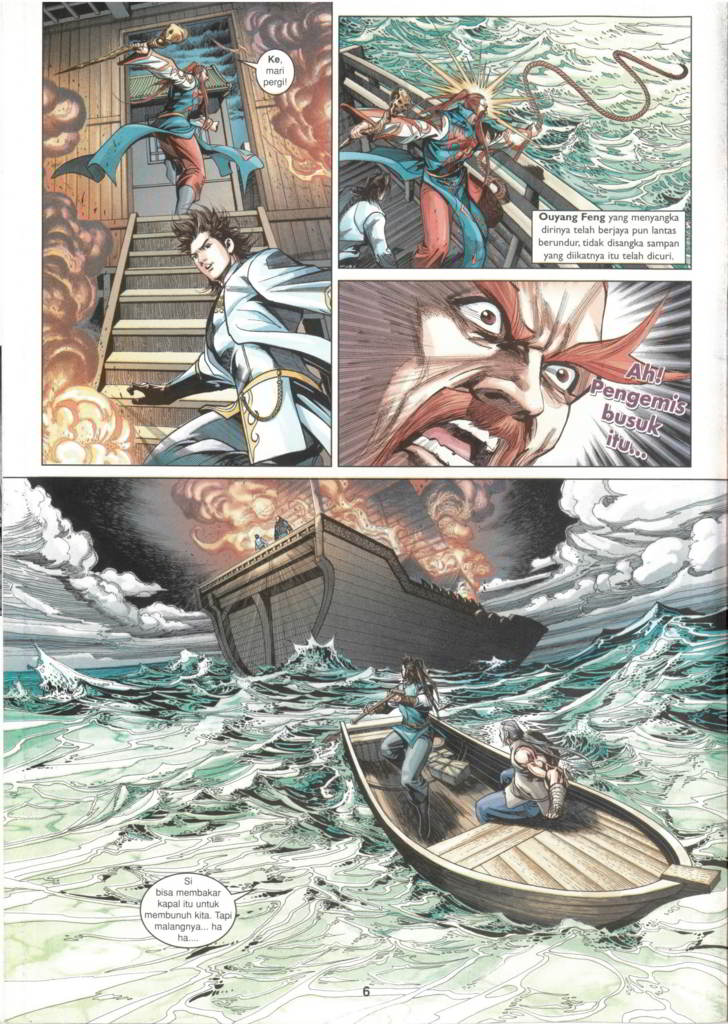 Ke,
mari
pergi!
Ouyang Feng yang menyangka
dirinya telah berjaya pun lantas
berundur, tidak disangka sampan
yang diikatnya itu telah dicuri.
Ah!
Pengemis
busuk
itu...
Si
bisa membakar
kapal itu untuk
membunuh kita. Tapi
malangnya... ha
ha....
6